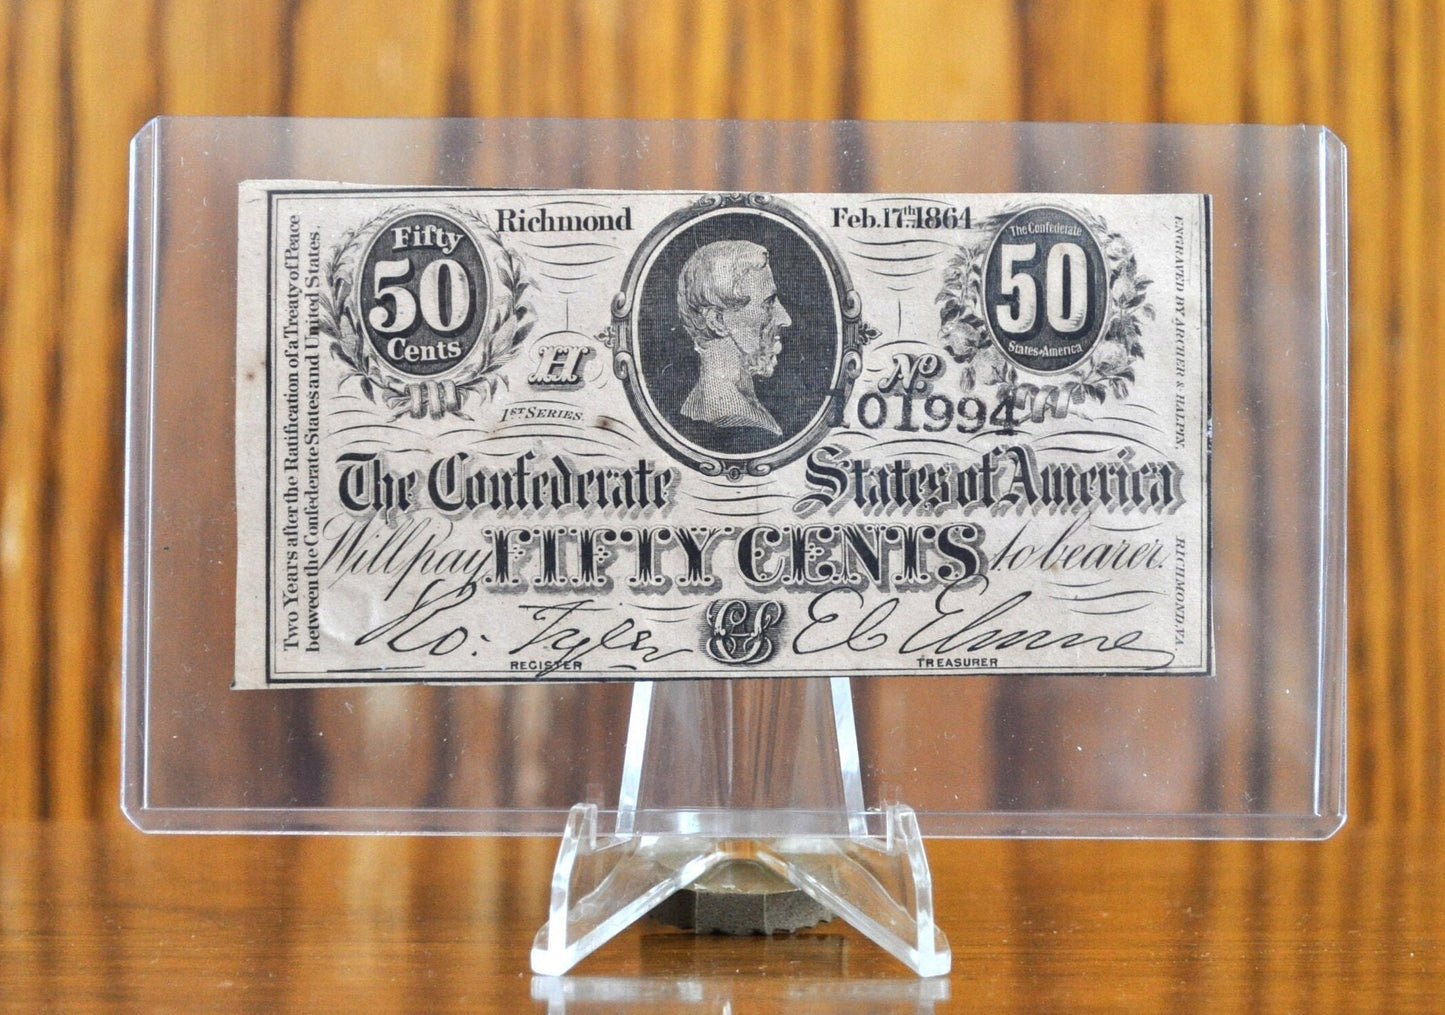 Two Years after the Ratification of a Treaty of Peace
between the Confederate States and United States.
Fifty
50
Cents
Richmond
Feb. 17th 1864
The Confederate
50
States of America
H
1ST SERIES.
No
101994
The Confederate States of America
Will pay FIFTY CENTS to bearer.
Ro: Tyler
REGISTER
CS
EC Elmore
TREASURER
ENGRAVED BY ARCHER & HALPIN,
RICHMOND, VA